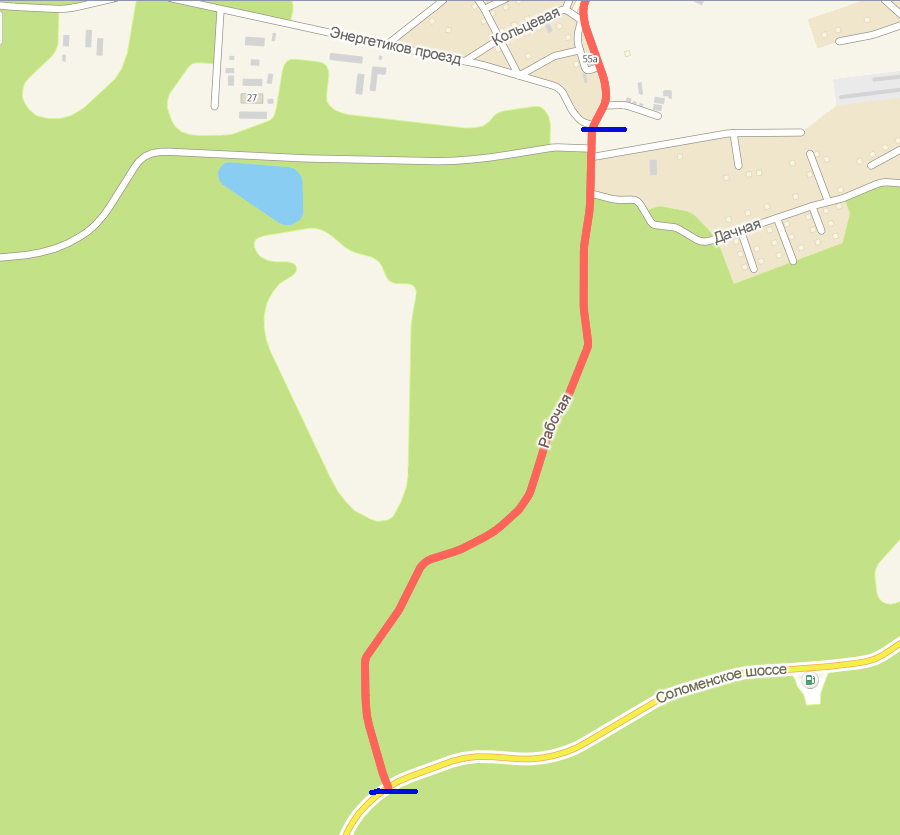 Кольцевая
Энергетиков проезд
55а
27
Дачная
Рабочая
Соломенское шоссе